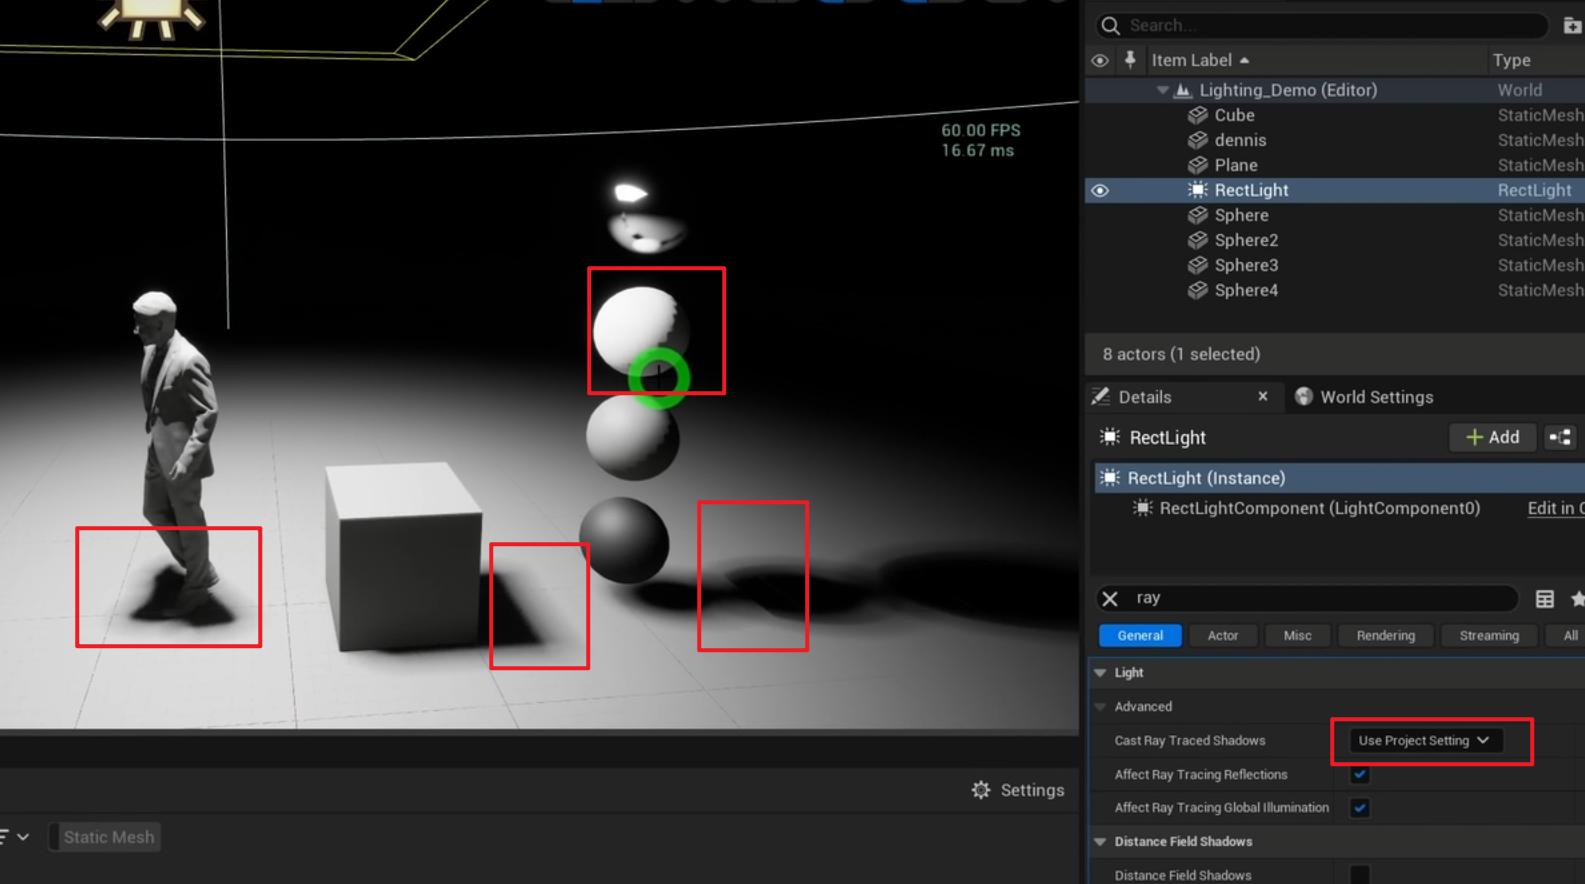 Search...
Item Label Type
Lighting_Demo (Editor) World
Cube StaticMesh
dennis StaticMesh
Plane StaticMesh
RectLight RectLight
Sphere StaticMesh
Sphere2 StaticMesh
Sphere3 StaticMesh
Sphere4 StaticMesh
60.00 FPS
16.67 ms
8 actors (1 selected)
Details × World Settings
RectLight + Add
RectLight (Instance)
RectLightComponent (LightComponent0) Edit in C
ray
General Actor Misc Rendering Streaming All
Light
Advanced
Cast Ray Traced Shadows Use Project Setting
Affect Ray Tracing Reflections
Affect Ray Tracing Global Illumination
Distance Field Shadows
Distance Field Shadows
Settings
Static Mesh